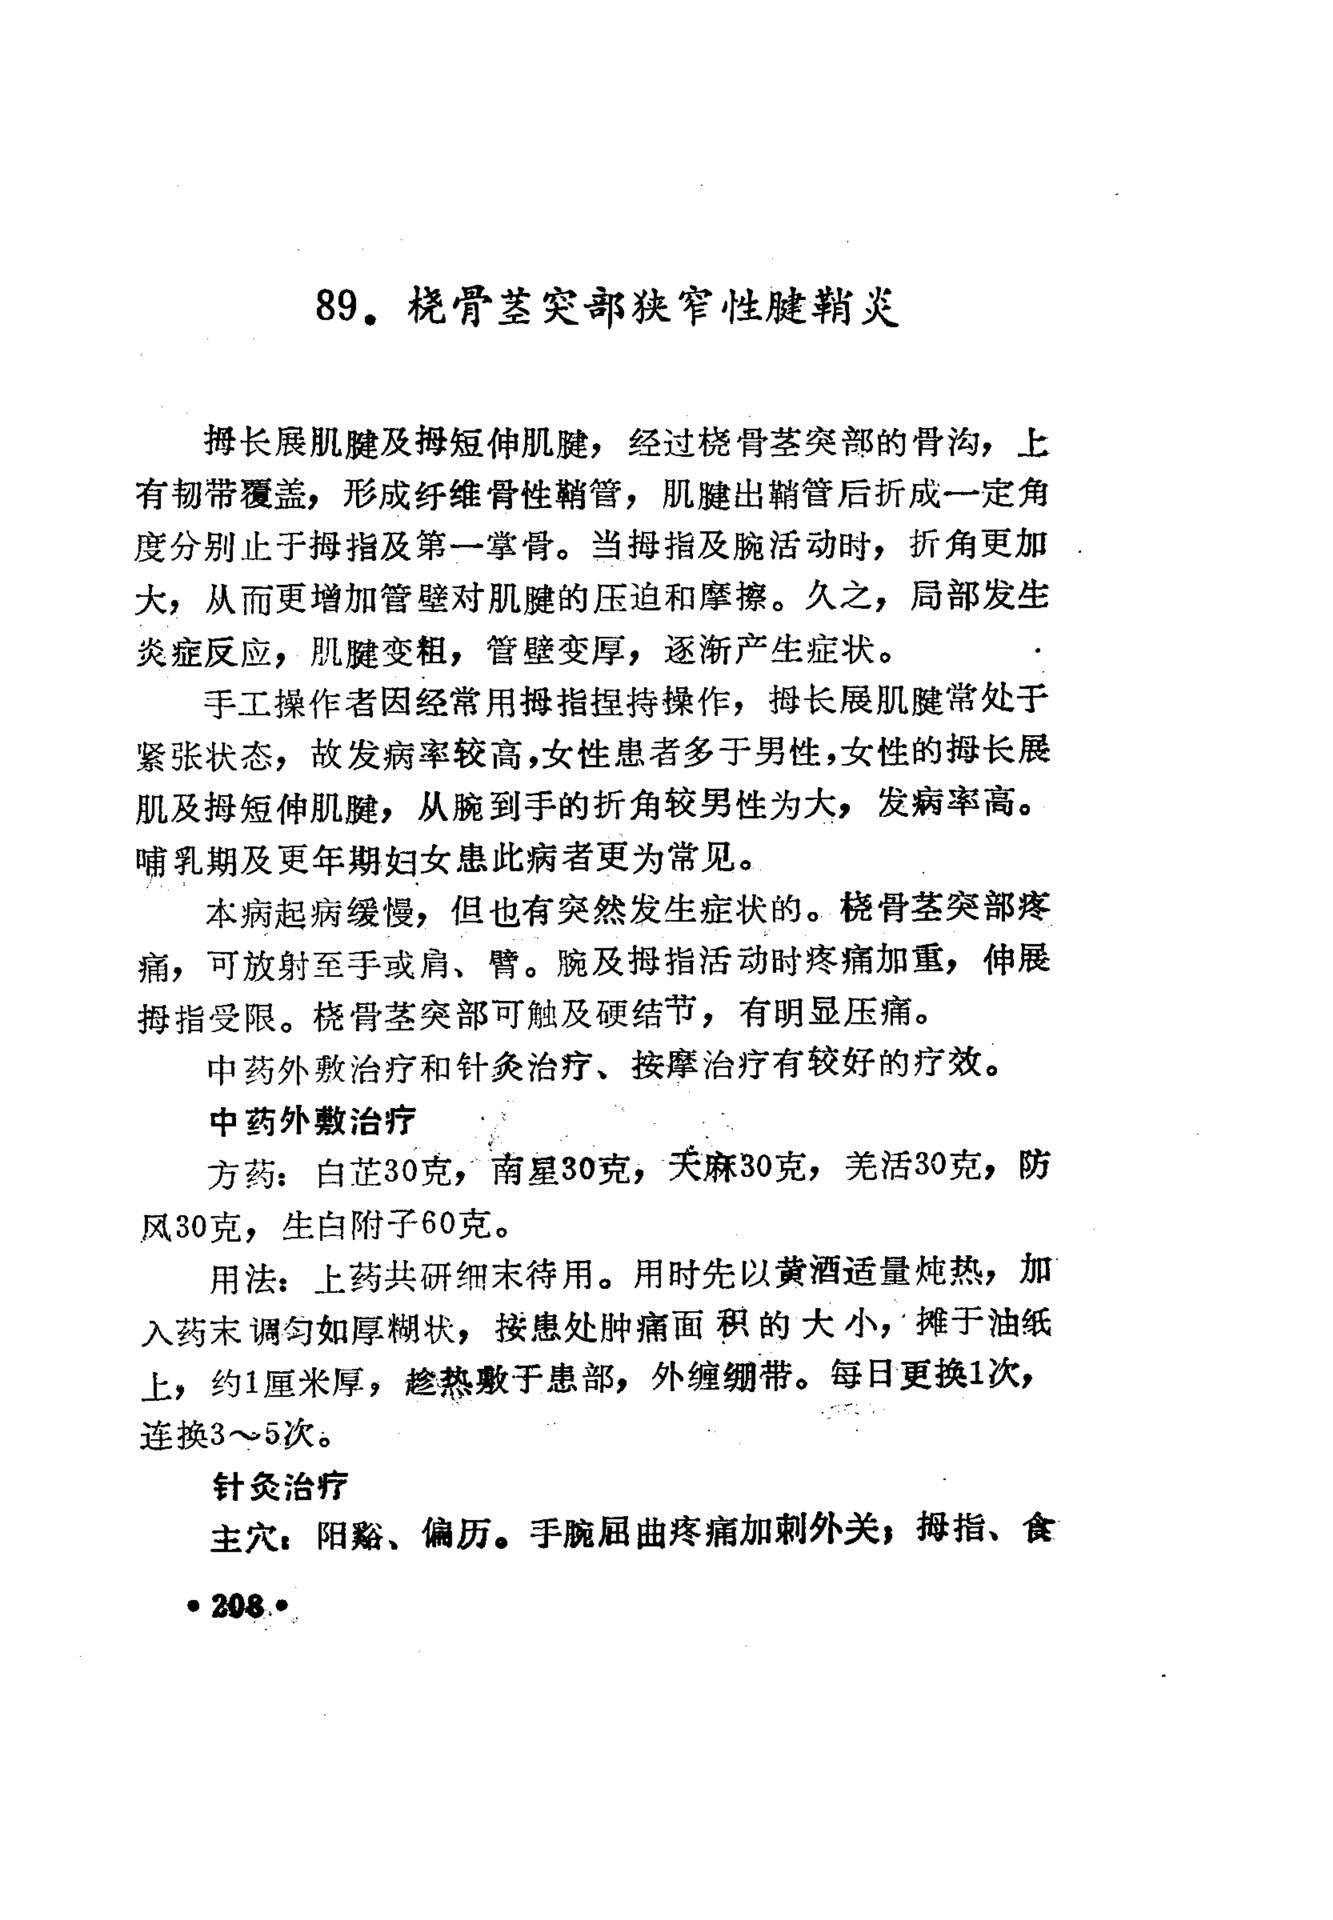 89. 桡骨茎突部狭窄性腱鞘炎
拇长展肌腱及拇短伸肌腱，经过桡骨茎突部的骨沟，上
有韧带覆盖，形成纤维骨性鞘管，肌腱出鞘管后折成一定角
度分别止于拇指及第一掌骨。当拇指及腕活动时，折角更加
大，从而更增加管壁对肌腱的压迫和摩擦。久之，局部发生
炎症反应，肌腱变粗，管壁变厚，逐渐产生症状。
手工操作者因经常用拇指捏持操作，拇长展肌腱常处于
紧张状态，故发病率较高，女性患者多于男性，女性的拇长展
肌及拇短伸肌腱，从腕到手的折角较男性为大，发病率高。
哺乳期及更年期妇女患此病者更为常见。
本病起病缓慢，但也有突然发生症状的。桡骨茎突部疼
痛，可放射至手或肩、臂。腕及拇指活动时疼痛加重，伸展
拇指受限。桡骨茎突部可触及硬结节，有明显压痛。
中药外敷治疗和针灸治疗、按摩治疗有较好的疗效。
中药外敷治疗
方药：白芷30克，南星30克，天麻30克，羌活30克，防
风30克，生白附子60克。
用法：上药共研细末待用。用时先以黄酒适量炖热，加
入药末调匀如厚糊状，按患处肿痛面积的大小，摊于油纸
上，约1厘米厚，趁热敷于患部，外缠绷带。每日更换1次，
连换3～5次。
针灸治疗
主穴：阳谿、偏历。手腕屈曲疼痛加刺外关；拇指、食
•208•